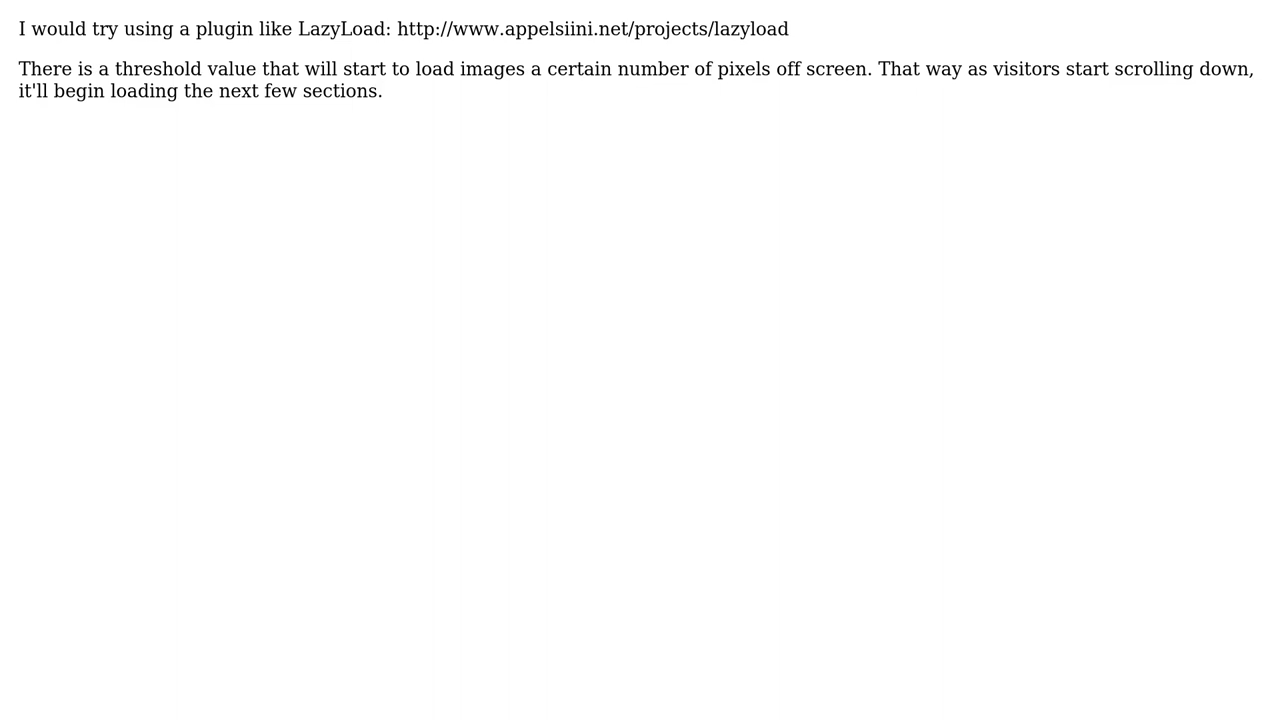 I would try using a plugin like LazyLoad: http://www.appelsiini.net/projects/lazyload
There is a threshold value that will start to load images a certain number of pixels off screen. That way as visitors start scrolling down,
it'll begin loading the next few sections.